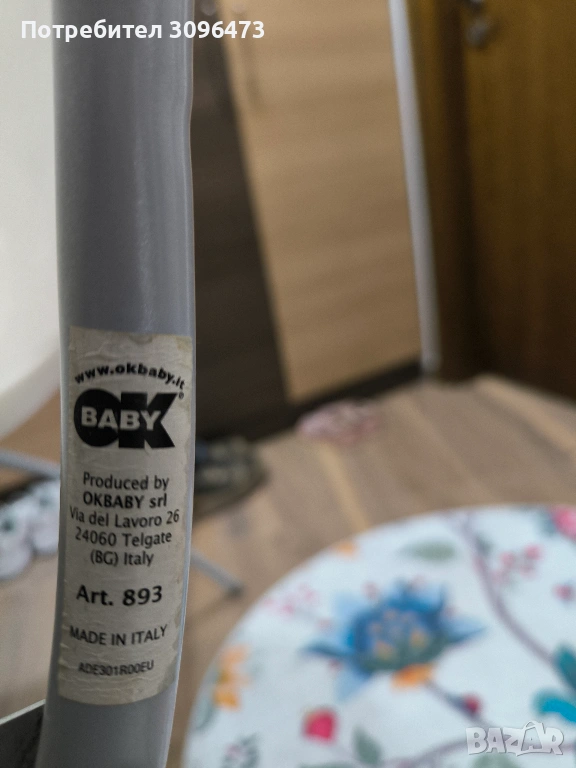 Потребител 3096473
www.okbaby.it
OK BABY®
Produced by
OKBABY srl
Via del Lavoro 26
24060 Telgate
(BG) Italy
Art. 893
MADE IN ITALY
ADE301R00EU
BAZAR